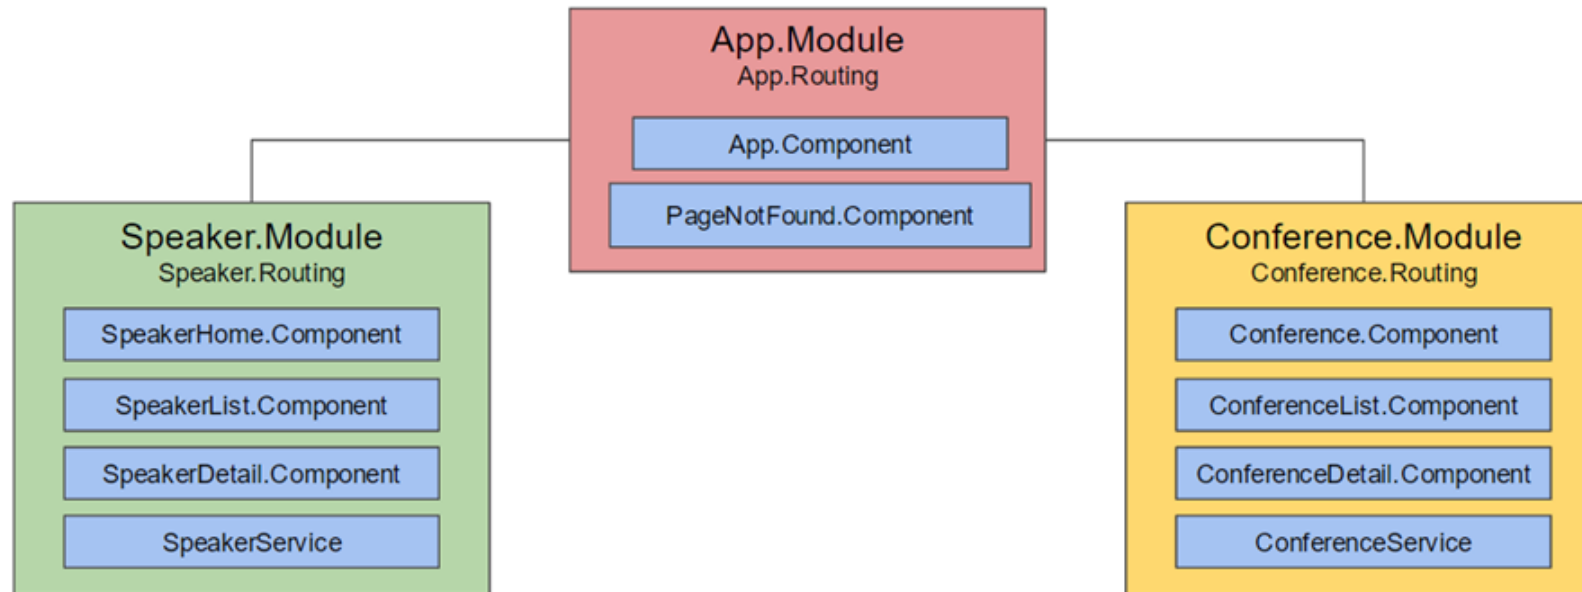 App.Module
App.Routing
App.Component
PageNotFound.Component
Speaker.Module
Speaker.Routing
SpeakerHome.Component
SpeakerList.Component
SpeakerDetail.Component
SpeakerService
Conference.Module
Conference.Routing
Conference.Component
ConferenceList.Component
ConferenceDetail.Component
ConferenceService